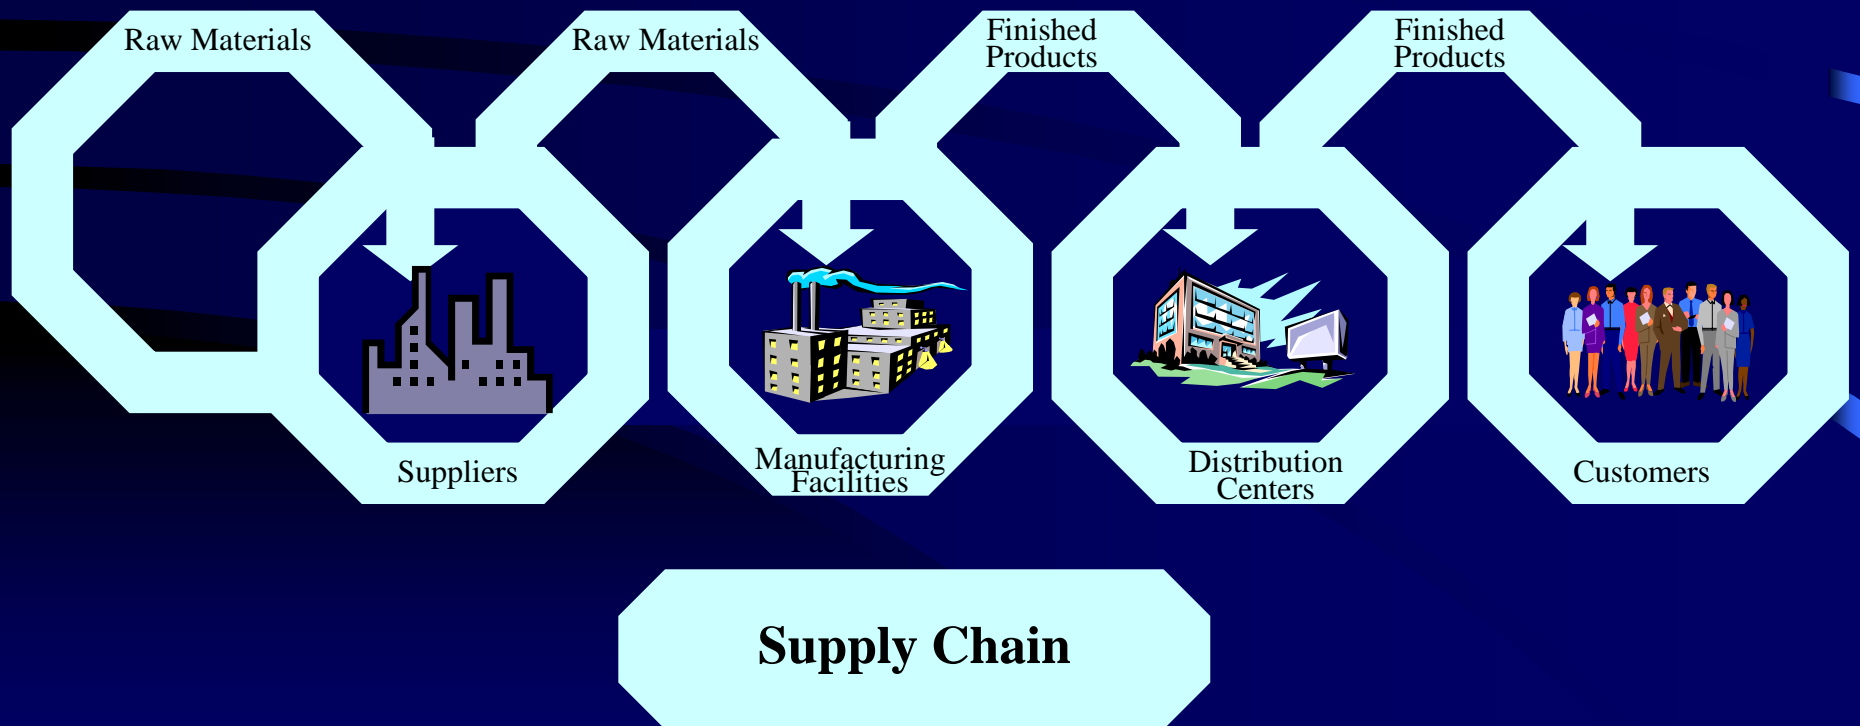 Raw Materials
Raw Materials
Finished
Products
Finished
Products
Suppliers
Manufacturing
Facilities
Distribution
Centers
Customers
Supply Chain